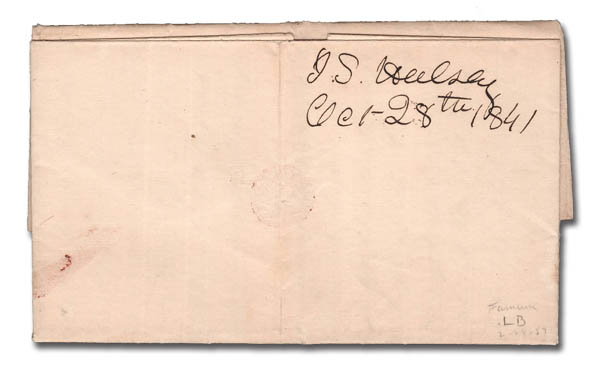 I. S. Hulsey
Oct-28th 1841
.LB